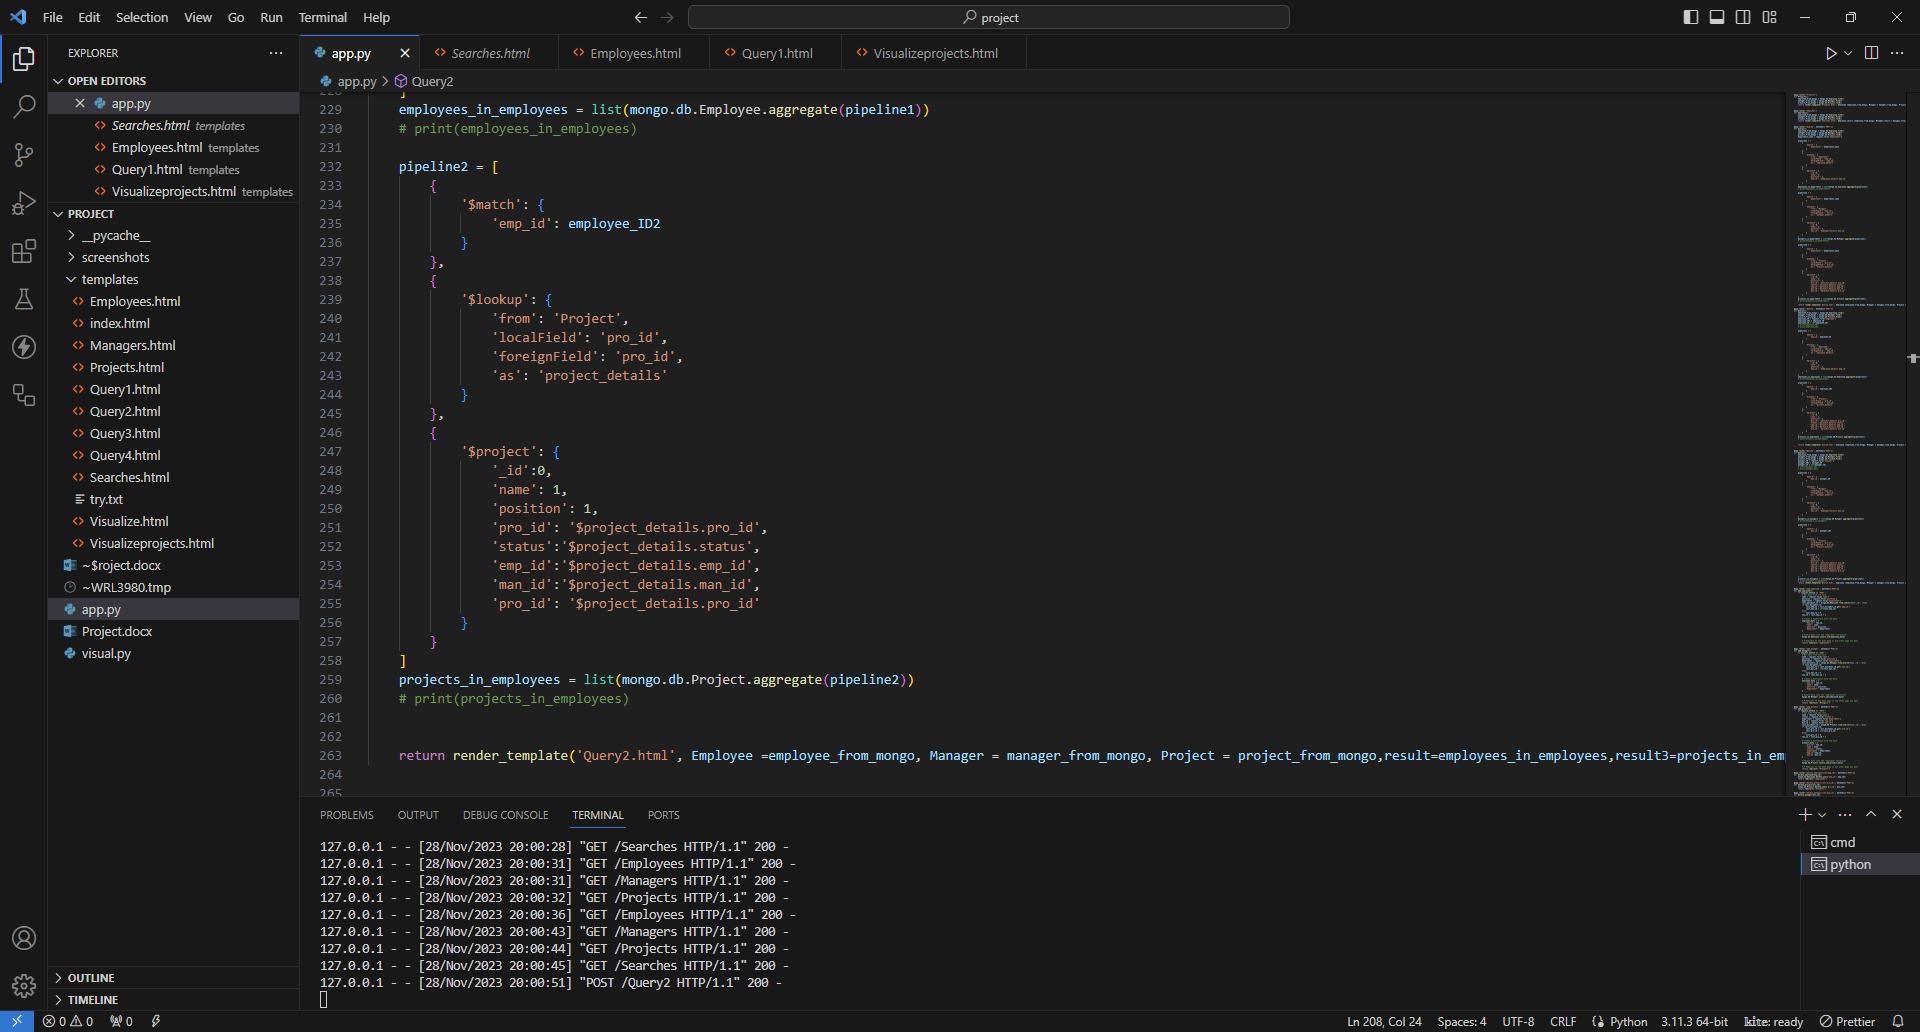 File Edit Selection View Go Run Terminal Help
project
EXPLORER
OPEN EDITORS
app.py
Searches.html templates
Employees.html templates
Query1.html templates
Visualizeprojects.html templates
PROJECT
__pycache__
screenshots
templates
Employees.html
index.html
Managers.html
Projects.html
Query1.html
Query2.html
Query3.html
Query4.html
Searches.html
try.txt
Visualize.html
Visualizeprojects.html
~$roject.docx
~WRL3980.tmp
app.py
Project.docx
visual.py
OUTLINE
TIMELINE
app.py Searches.html Employees.html Query1.html Visualizeprojects.html
app.py > Query2
228 ]
229 employees_in_employees = list(mongo.db.Employee.aggregate(pipeline1))
230 # print(employees_in_employees)
231
232 pipeline2 = [
233 {
234 '$match': {
235 'emp_id': employee_ID2
236 }
237 },
238 {
239 '$lookup': {
240 'from': 'Project',
241 'localField': 'pro_id',
242 'foreignField': 'pro_id',
243 'as': 'project_details'
244 }
245 },
246 {
247 '$project': {
248 '_id':0,
249 'name': 1,
250 'position': 1,
251 'pro_id': '$project_details.pro_id',
252 'status':'$project_details.status',
253 'emp_id':'$project_details.emp_id',
254 'man_id':'$project_details.man_id',
255 'pro_id': '$project_details.pro_id'
256 }
257 }
258 ]
259 projects_in_employees = list(mongo.db.Project.aggregate(pipeline2))
260 # print(projects_in_employees)
261
262
263 return render_template('Query2.html', Employee =employee_from_mongo, Manager = manager_from_mongo, Project = project_from_mongo,result=employees_in_employees,result3=projects_in_em
264
265
PROBLEMS OUTPUT DEBUG CONSOLE TERMINAL PORTS
127.0.0.1 - - [28/Nov/2023 20:00:28] "GET /Searches HTTP/1.1" 200 -
127.0.0.1 - - [28/Nov/2023 20:00:31] "GET /Employees HTTP/1.1" 200 -
127.0.0.1 - - [28/Nov/2023 20:00:31] "GET /Managers HTTP/1.1" 200 -
127.0.0.1 - - [28/Nov/2023 20:00:32] "GET /Projects HTTP/1.1" 200 -
127.0.0.1 - - [28/Nov/2023 20:00:36] "GET /Employees HTTP/1.1" 200 -
127.0.0.1 - - [28/Nov/2023 20:00:43] "GET /Managers HTTP/1.1" 200 -
127.0.0.1 - - [28/Nov/2023 20:00:44] "GET /Projects HTTP/1.1" 200 -
127.0.0.1 - - [28/Nov/2023 20:00:45] "GET /Searches HTTP/1.1" 200 -
127.0.0.1 - - [28/Nov/2023 20:00:51] "POST /Query2 HTTP/1.1" 200 -
cmd
python
0 0 0 Ln 208, Col 24 Spaces: 4 UTF-8 CRLF Python 3.11.3 64-bit kite: ready Prettier